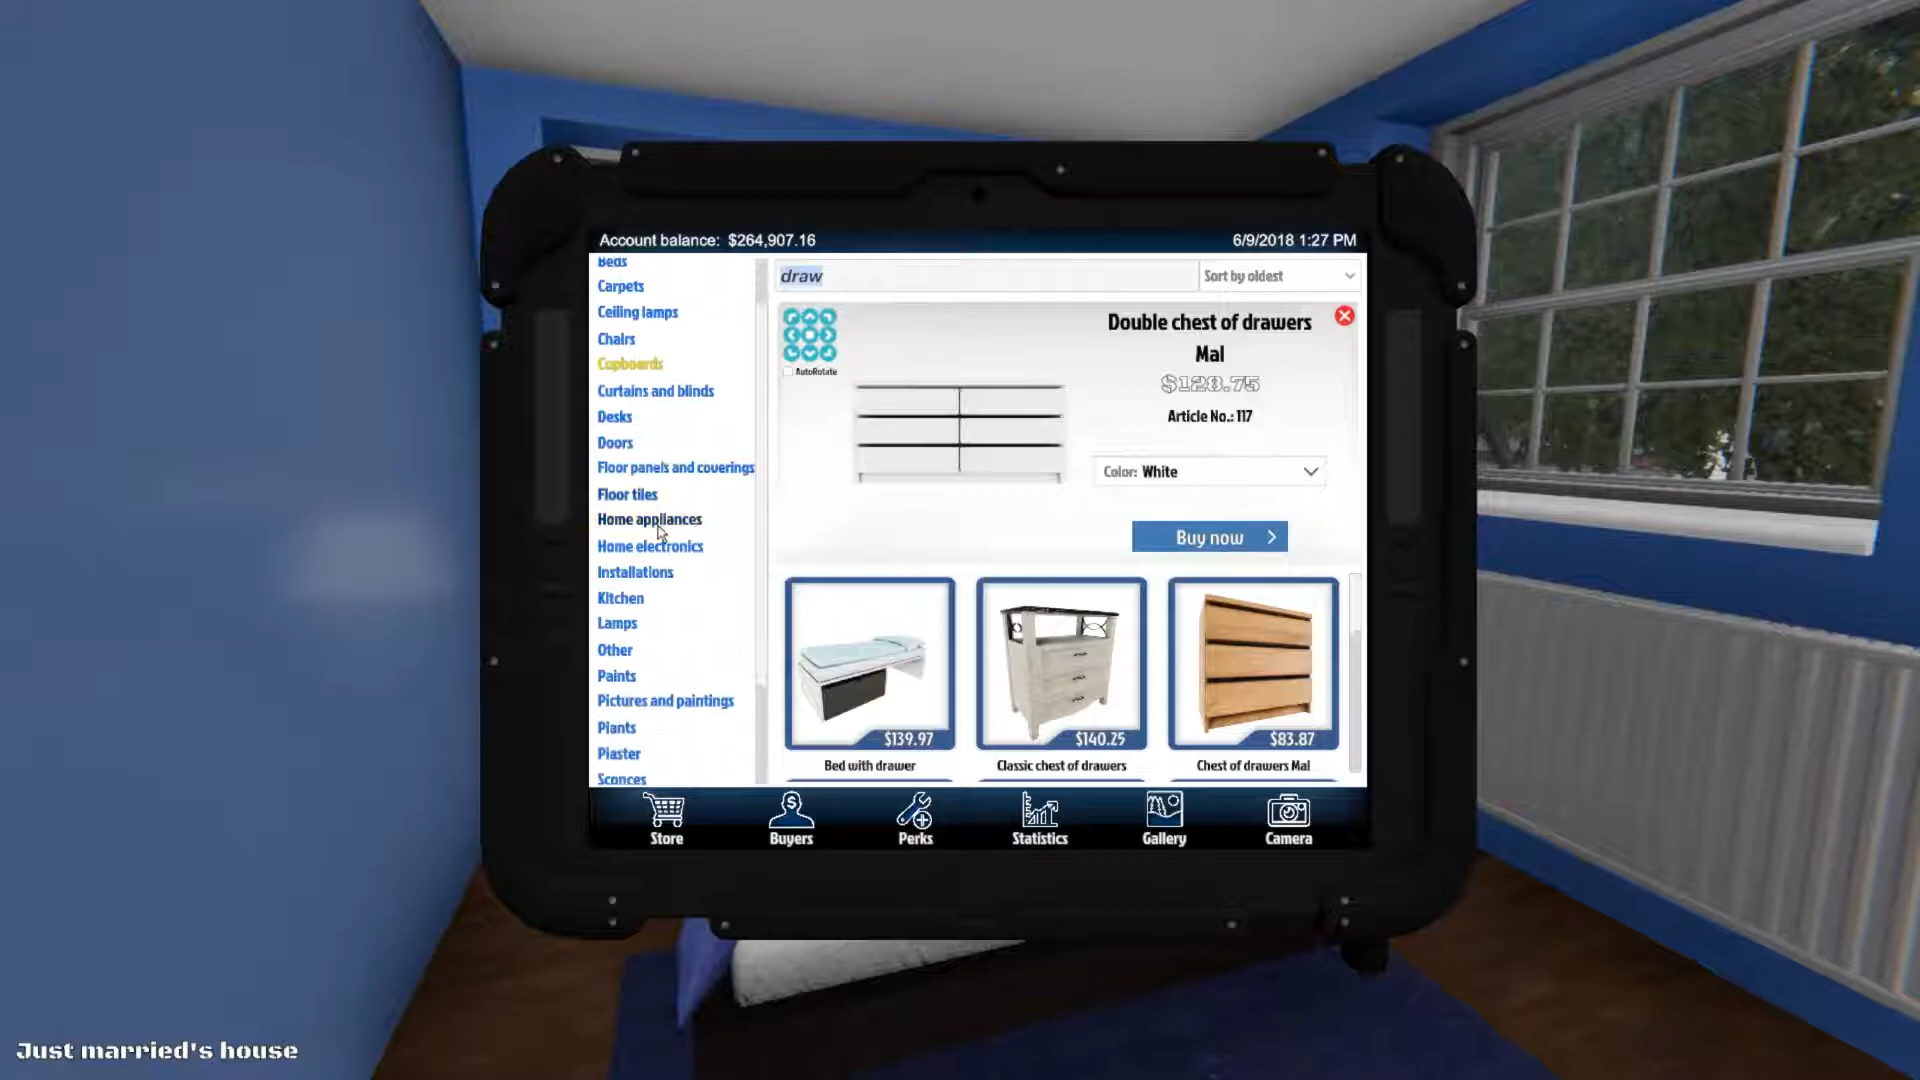 Account balance: $264,907.16
6/9/2018 1:27 PM
Beds
Carpets
Ceiling lamps
Chairs
Cupboards
Curtains and blinds
Desks
Doors
Floor panels and coverings
Floor tiles
Home appliances
Home electronics
Installations
Kitchen
Lamps
Other
Paints
Pictures and paintings
Plants
Plaster
Sconces
draw
Sort by oldest
AutoRotate
Double chest of drawers
Mal
$128.75
Article No.: 117
Color: White
Buy now
$139.97
Bed with drawer
$140.25
Classic chest of drawers
$83.87
Chest of drawers Mal
Store
Buyers
Perks
Statistics
Gallery
Camera
Just married's house